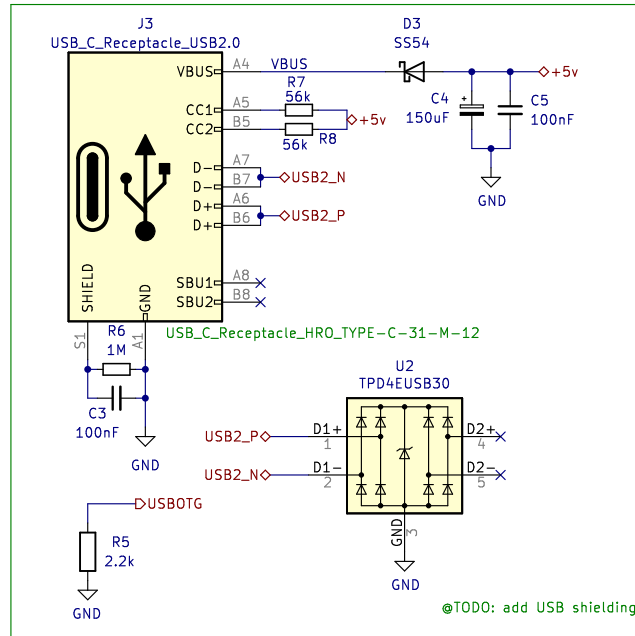 J3
USB_C_Receptacle_USB2.0
VBUS A4 VBUS
D3
SS54
+5v
C4
150uF
+
C5
100nF
GND
CC1 A5
R7
56k
CC2 B5
56k
R8
+5v
D- A7
D- B7
USB2_N
D+ A6
D+ B6
USB2_P
SBU1 A8
SBU2 B8
SHIELD
GND
S1
A1
USB_C_Receptacle_HRO_TYPE-C-31-M-12
R6
1M
C3
100nF
GND
U2
TPD4EUSB30
USB2_P D1+ 1
D2+ 4
USB2_N D1- 2
D2- 5
GND
3
GND
USBOTG
R5
2.2k
GND
@TODO: add USB shielding